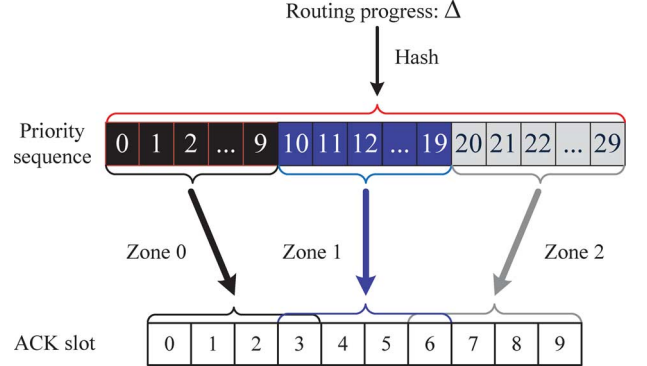 Routing progress: Δ
Hash
Priority
sequence
0 1 2 ... 9 10 11 12 ... 19 20 21 22 ... 29
Zone 0 Zone 1 Zone 2
ACK slot 0 1 2 3 4 5 6 7 8 9